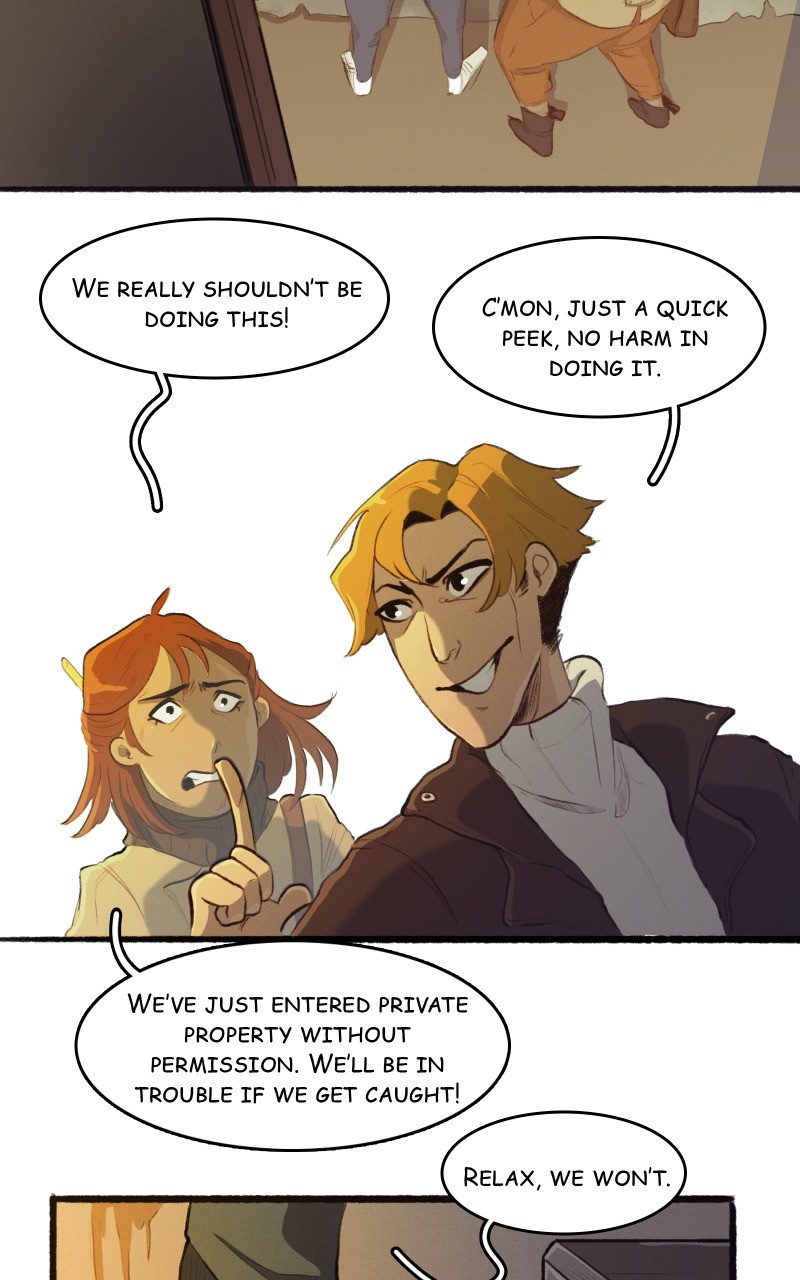 We really shouldn't be
doing this!
C'mon, just a quick
peek, no harm in
doing it.
We've just entered private
property without
permission. We'll be in
trouble if we get caught!
Relax, we won't.